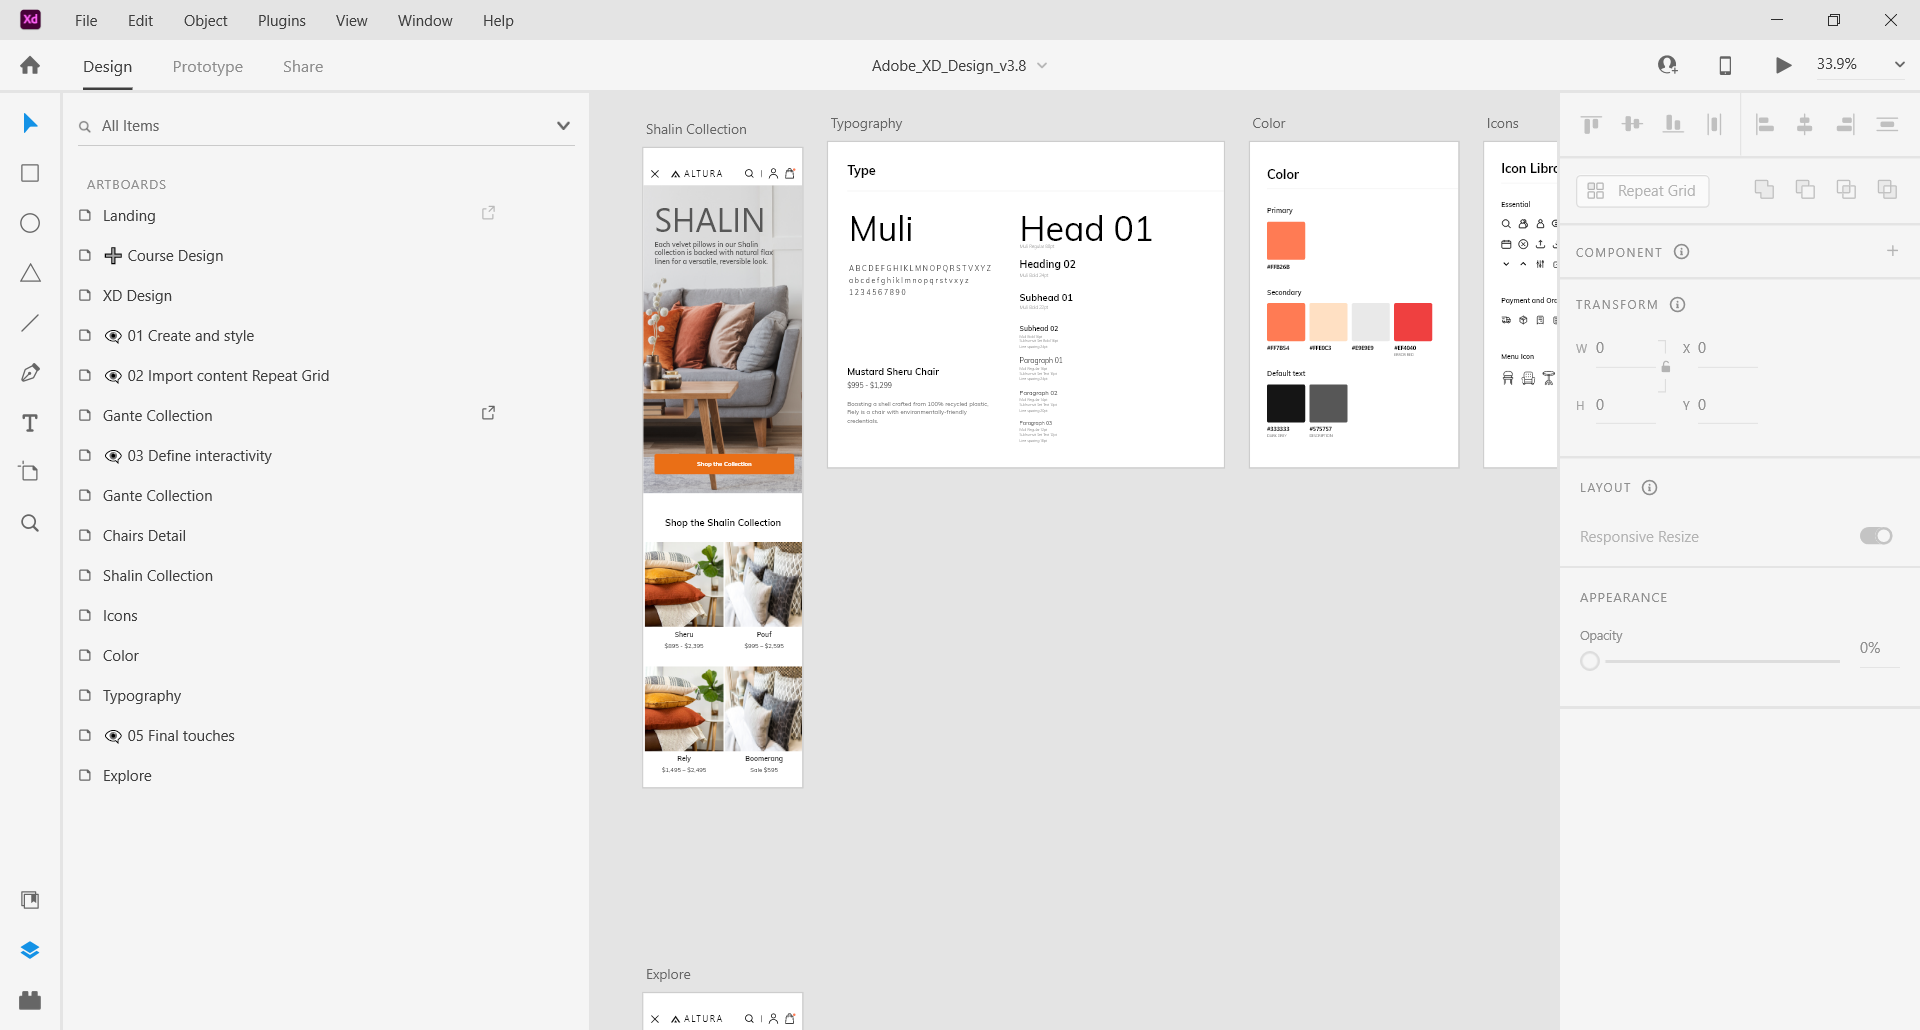 Xd File Edit Object Plugins View Window Help
Design Prototype Share Adobe_XD_Design_v3.8 33.9%
All Items
ARTBOARDS
Landing
Course Design
XD Design
01 Create and style
02 Import content Repeat Grid
Gante Collection
03 Define interactivity
Gante Collection
Chairs Detail
Shalin Collection
Icons
Color
Typography
05 Final touches
Explore
Shalin Collection
ALTURA
SHALIN
Each velvet pillows in our Shalin
collection is backed with natural flax
linen for a versatile, reversible look.
Shop the Collection
Shop the Shalin Collection
Sheru Pouf
$895 - $2,395 $995 – $2,595
Rely Boomerang
$1,495 – $2,495 Sale $595
Explore
ALTURA
Typography
Type
Muli
ABCDEFGHIKLMNOPQRSTVXYZ
abcdefghiklmnopqrstvxyz
1234567890
Mustard Sheru Chair
$995 - $1,299
Boasting a shell crafted from 100% recycled plastic,
Rely is a chair with environmentally-friendly
credentials.
Head 01
Heading 02
Subhead 01
Subhead 02
Paragraph 01
Paragraph 02
Paragraph 03
Color
Color
Primary
Secondary
#FF7B54 #FFE0C3 #E9E9E9 #EF4040
Default text
#333333 #575757
Icons
Icon Libr
Essential
Payment and Or
Menu Icon
Repeat Grid
COMPONENT
TRANSFORM
W 0 X 0
H 0 Y 0
LAYOUT
Responsive Resize
APPEARANCE
Opacity
0%